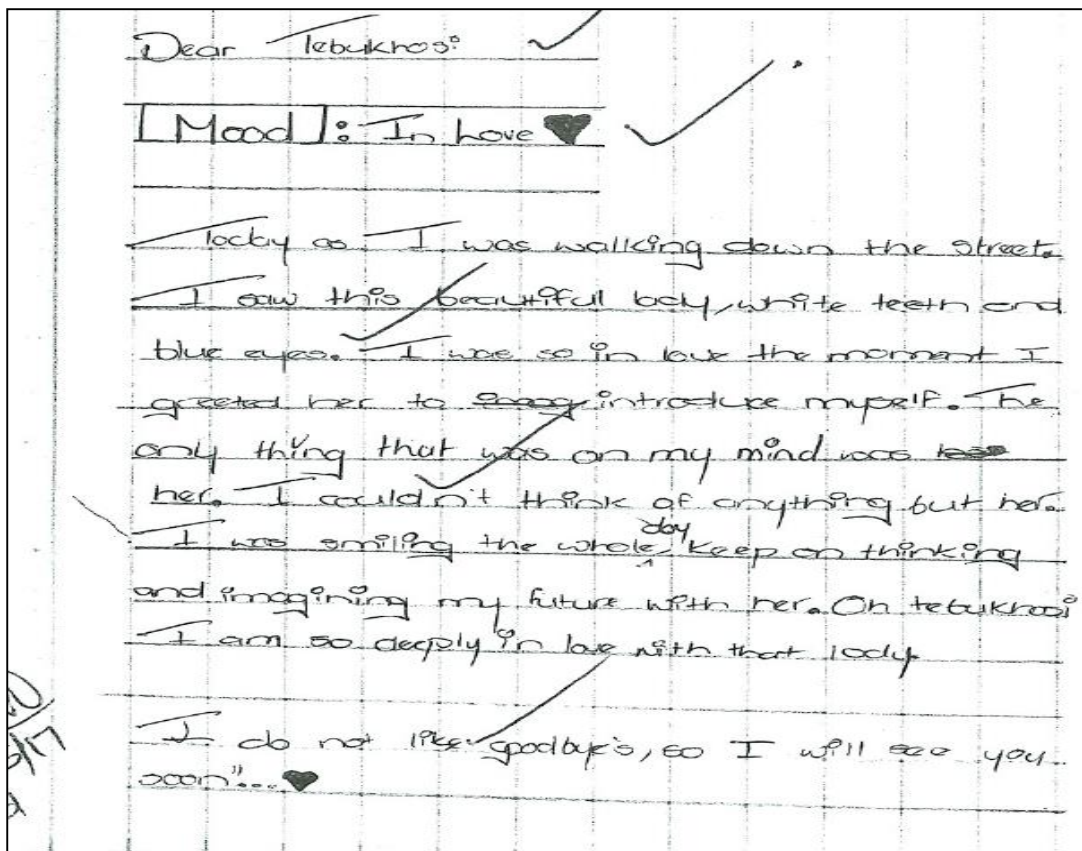 Dear Tebukhosi
[Mood]: In Love ♥
Today as I was walking down the street.
I saw this beautiful lady, white teeth and
blue eyes. I was so in love the moment I
greeted her to introduce myself. The
only thing that was on my mind was
her. I couldn't think of anything but her.
I was smiling the whole day, keep on thinking
and imagining my future with her. Oh tebukhosi
I am so deeply in love with that lady
I do not like goodbye's, so I will see you
soon"... ♥